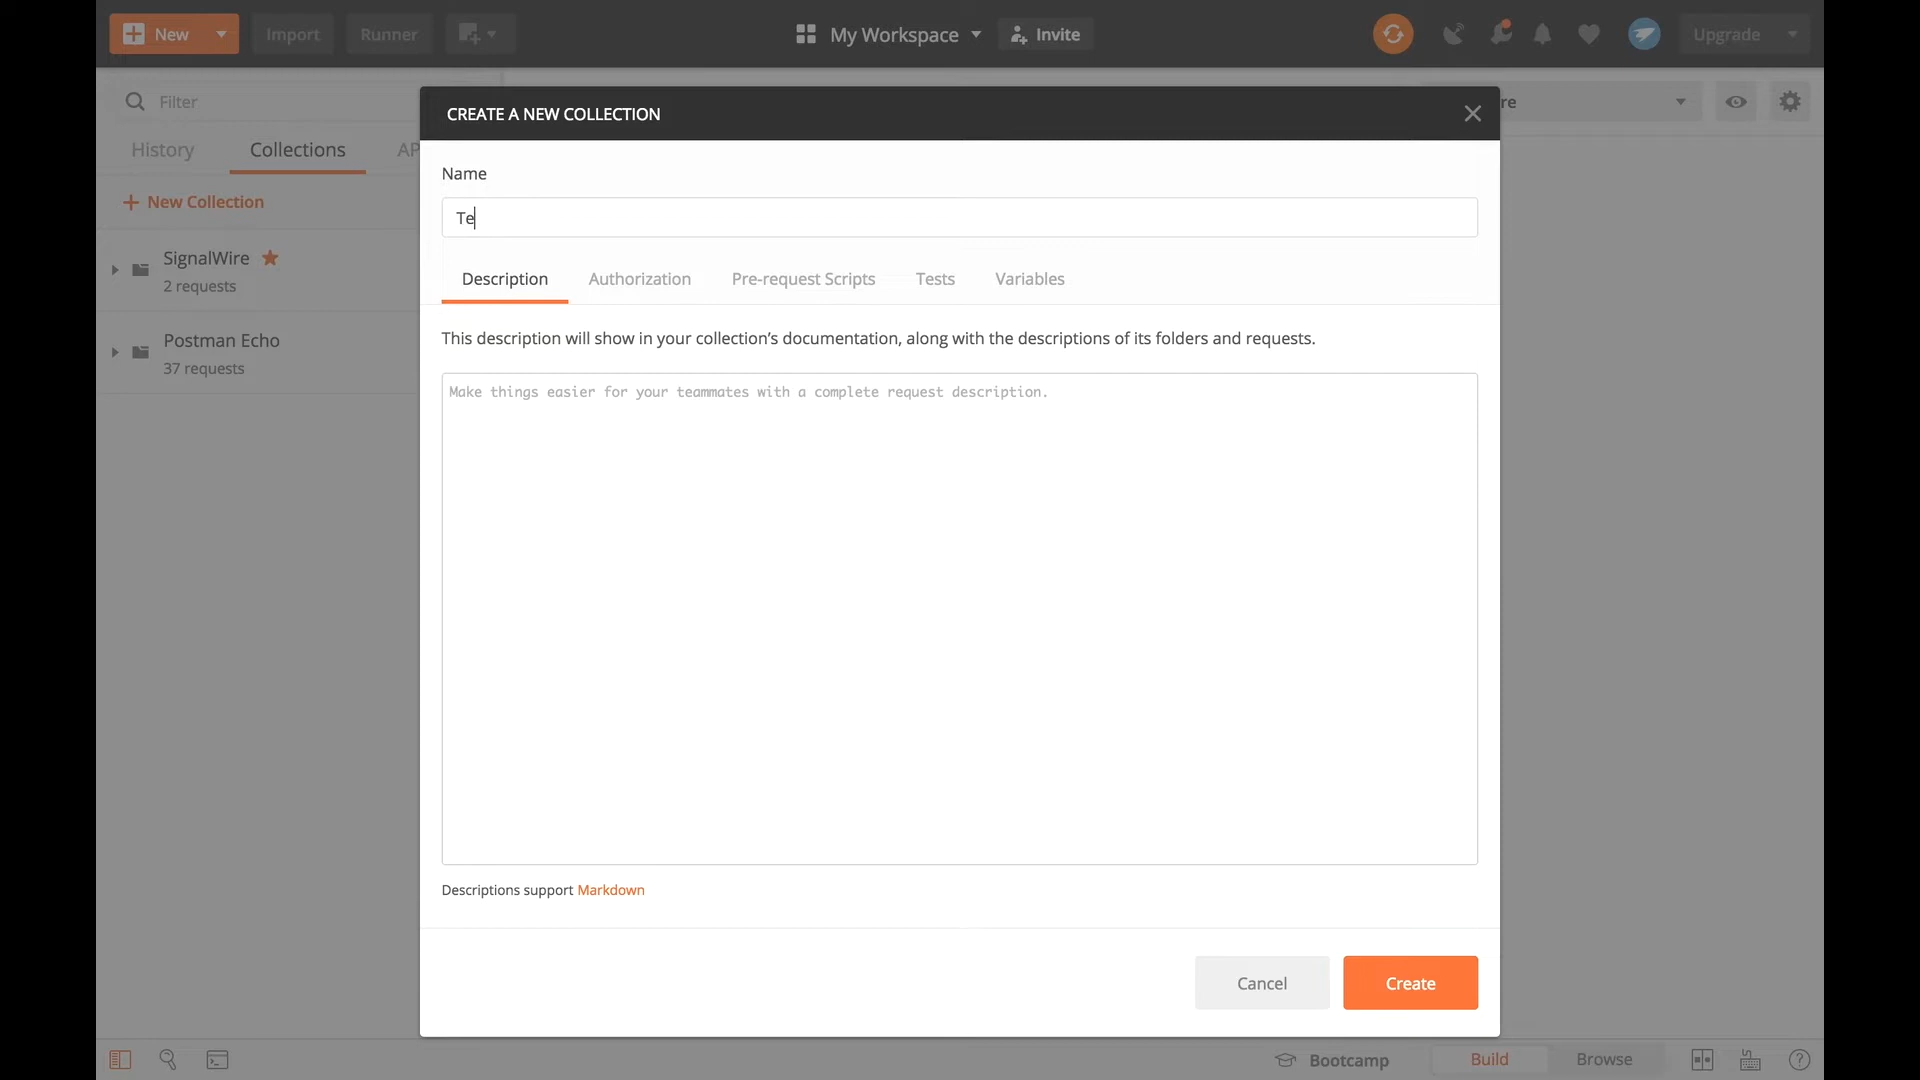 New
Import
Runner
My Workspace
Invite
Upgrade
Filter
CREATE A NEW COLLECTION
re
History
Collections
AP
Name
New Collection
Te
SignalWire
2 requests
Description
Authorization
Pre-request Scripts
Tests
Variables
Postman Echo
37 requests
This description will show in your collection’s documentation, along with the descriptions of its folders and requests.
Make things easier for your teammates with a complete request description.
Descriptions support Markdown
Cancel
Create
Bootcamp
Build
Browse